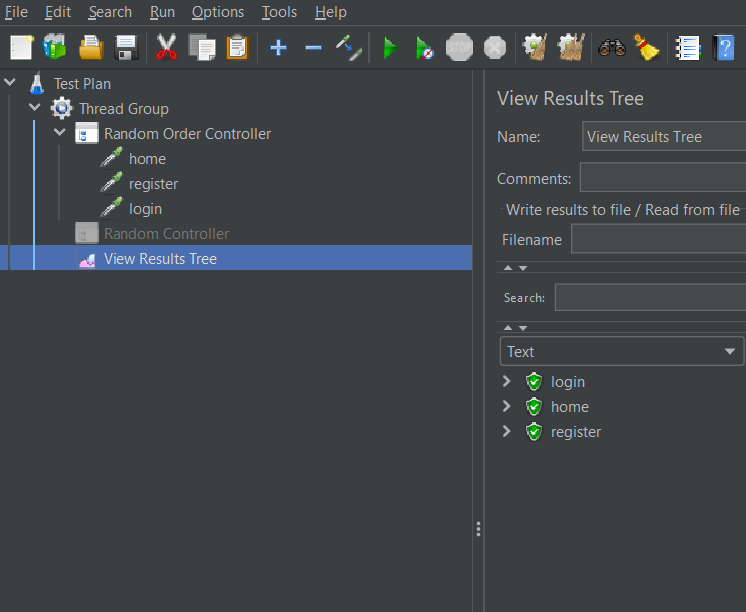 File Edit Search Run Options Tools Help
STOP
Test Plan
Thread Group
Random Order Controller
home
register
login
Random Controller
View Results Tree
View Results Tree
Name: View Results Tree
Comments:
Write results to file / Read from file
Filename
Search:
Text
login
home
register